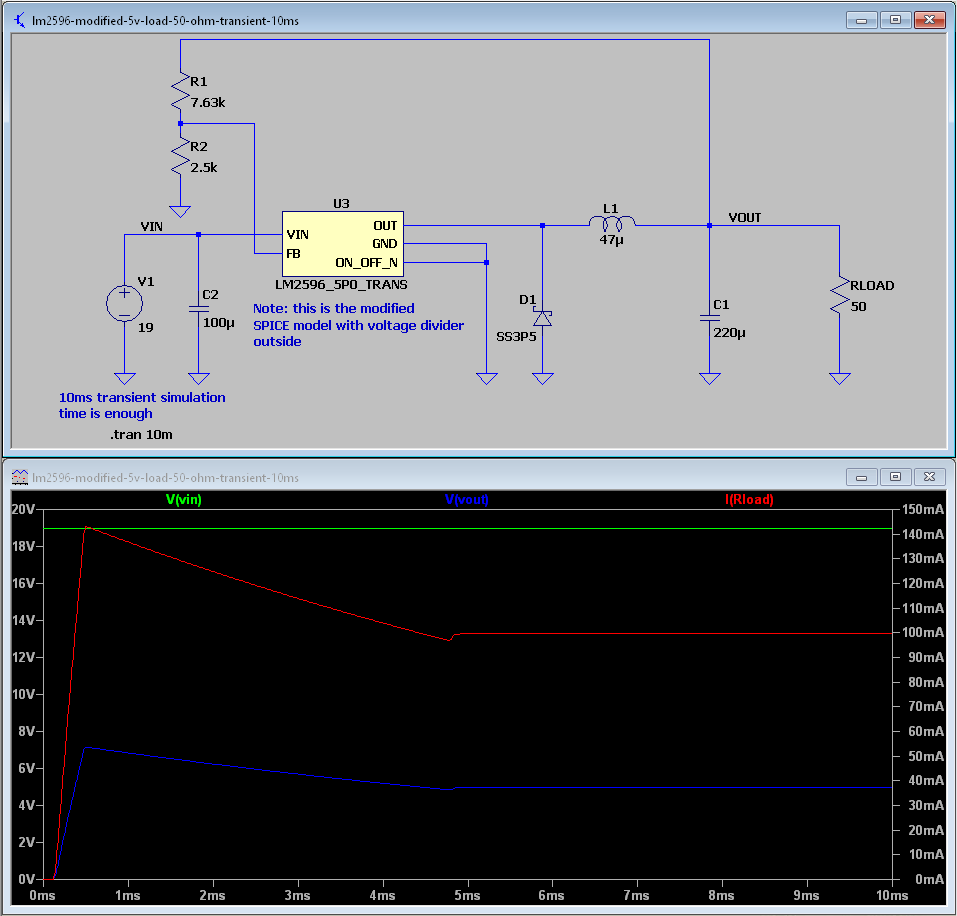 lm2596-modified-5v-load-50-ohm-transient-10ms
R1
7.63k
R2
2.5k
U3
VIN
VIN
FB
OUT
GND
ON_OFF_N
LM2596_5P0_TRANS
L1
47µ
VOUT
V1
19
C2
100µ
Note: this is the modified
SPICE model with voltage divider
outside
D1
SS3P5
C1
220µ
RLOAD
50
10ms transient simulation
time is enough
.tran 10m
lm2596-modified-5v-load-50-ohm-transient-10ms
V(vin) V(vout) I(Rload)
20V 150mA
140mA
18V
130mA
16V 120mA
110mA
14V
100mA
12V 90mA
80mA
10V
70mA
8V 60mA
50mA
6V
40mA
4V 30mA
20mA
2V
10mA
0V 0mA
0ms 1ms 2ms 3ms 4ms 5ms 6ms 7ms 8ms 9ms 10ms